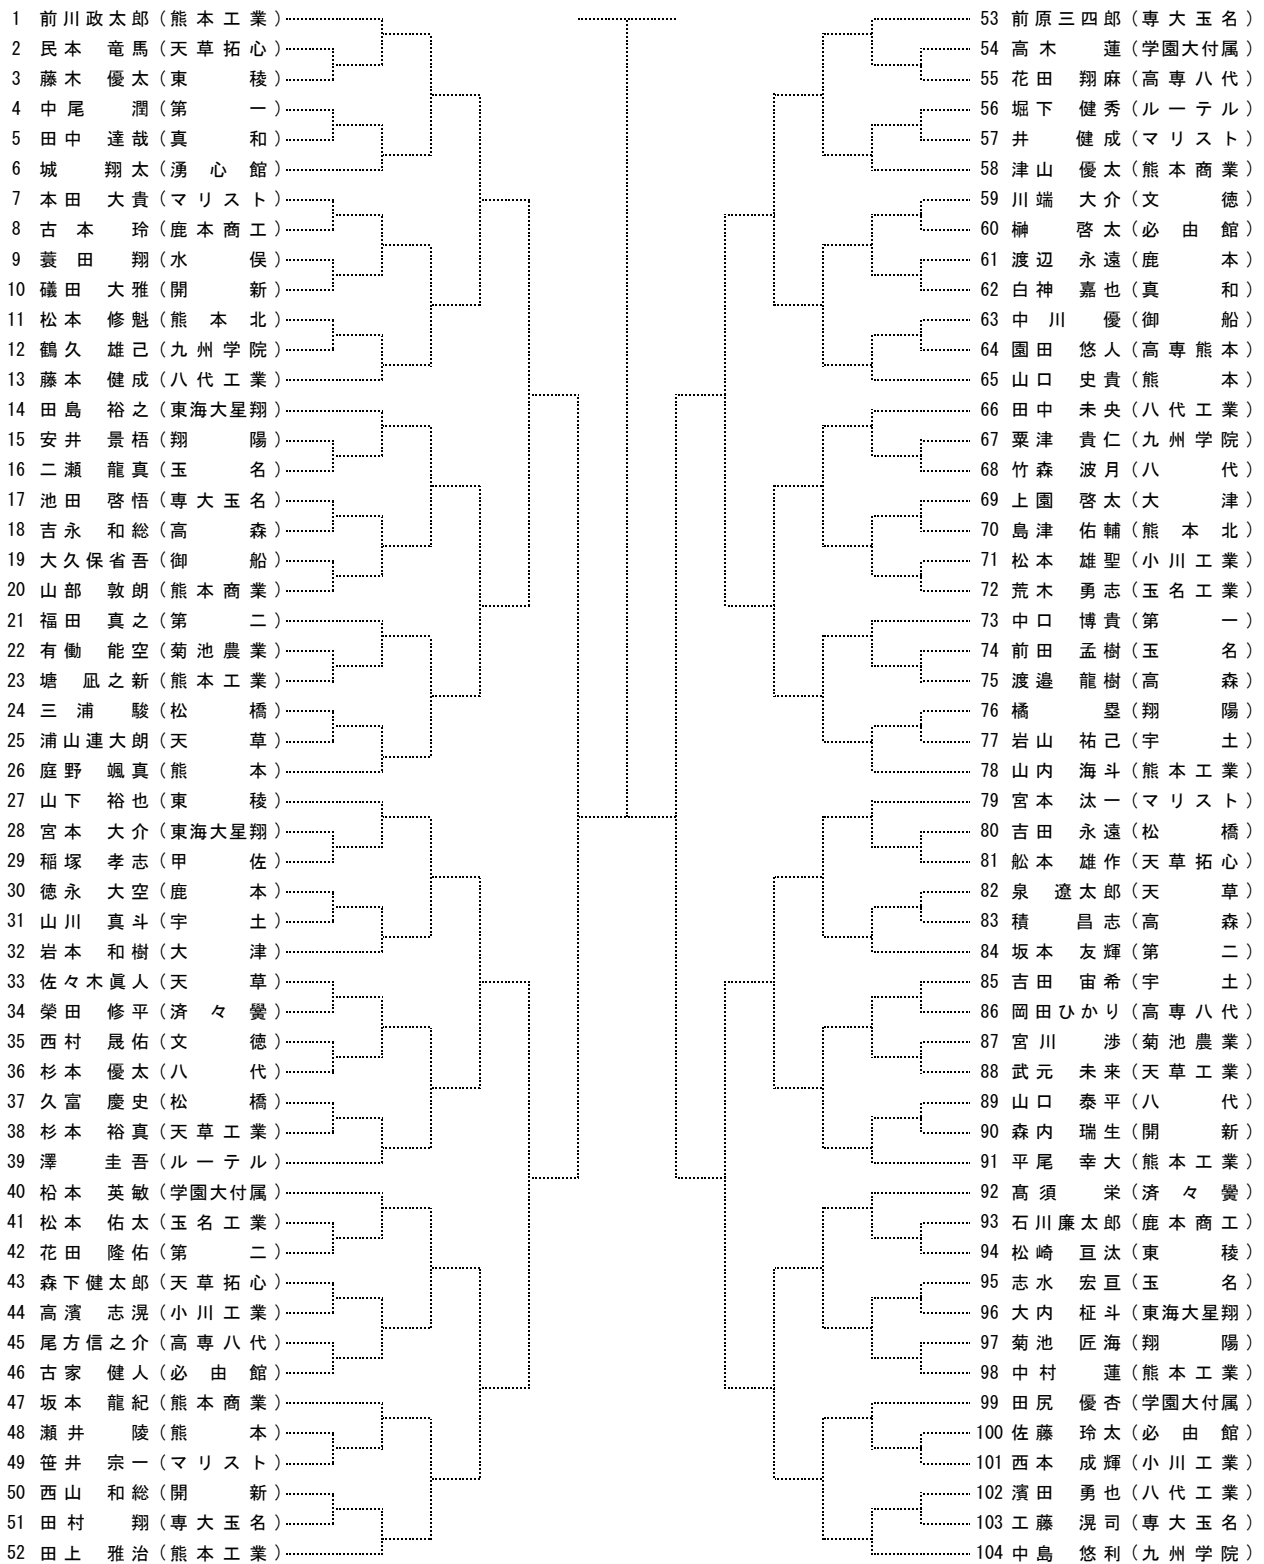 1 前川政太郎（熊本工業）
2 民本 竜馬（天草拓心）
3 藤木 優太（東稜）
4 中尾 潤（第一）
5 田中 達哉（真和）
6 城 翔太（湧心館）
7 本田 大貴（マリスト）
8 古本 玲（鹿本商工）
9 蓑田 翔（水俣）
10 礒田 大雅（開新）
11 松本 修魁（熊本北）
12 鶴久 雄己（九州学院）
13 藤本 健成（八代工業）
14 田島 裕之（東海大星翔）
15 安井 景梧（翔陽）
16 二瀬 龍真（玉名）
17 池田 啓悟（専大玉名）
18 吉永 和総（高森）
19 大久保省吾（御船）
20 山部 敦朗（熊本商業）
21 福田 真之（第二）
22 有働 能空（菊池農業）
23 塘 凪之新（熊本工業）
24 三浦 駿（松橋）
25 浦山連大朗（天草）
26 庭野 颯真（熊本）
27 山下 裕也（東稜）
28 宮本 大介（東海大星翔）
29 稲塚 孝志（甲佐）
30 徳永 大空（鹿本）
31 山川 真斗（宇土）
32 岩本 和樹（大津）
33 佐々木眞人（天草）
34 榮田 修平（済々黌）
35 西村 晟佑（文徳）
36 杉本 優太（八代）
37 久富 慶史（松橋）
38 杉本 裕真（天草工業）
39 澤 圭吾（ルーテル）
40 柗本 英敏（学園大付属）
41 松本 佑太（玉名工業）
42 花田 隆佑（第二）
43 森下健太郎（天草拓心）
44 高濱 志滉（小川工業）
45 尾方信之介（高専八代）
46 古家 健人（必由館）
47 坂本 龍紀（熊本商業）
48 瀬井 陵（熊本）
49 笹井 宗一（マリスト）
50 西山 和総（開新）
51 田村 翔（専大玉名）
52 田上 雅治（熊本工業）
53 前原三四郎（専大玉名）
54 高木 蓮（学園大付属）
55 花田 翔麻（高専八代）
56 堀下 健秀（ルーテル）
57 井 健成（マリスト）
58 津山 優太（熊本商業）
59 川端 大介（文徳）
60 榊 啓太（必由館）
61 渡辺 永遠（鹿本）
62 白神 嘉也（真和）
63 中川 優（御船）
64 園田 悠人（高専熊本）
65 山口 史貴（熊本）
66 田中 未央（八代工業）
67 粟津 貴仁（九州学院）
68 竹森 波月（八代）
69 上園 啓太（大津）
70 島津 佑輔（熊本北）
71 松本 雄聖（小川工業）
72 荒木 勇志（玉名工業）
73 中口 博貴（第一）
74 前田 孟樹（玉名）
75 渡邉 龍樹（高森）
76 橘 塁（翔陽）
77 岩山 祐己（宇土）
78 山内 海斗（熊本工業）
79 宮本 汰一（マリスト）
80 吉田 永遠（松橋）
81 舩本 雄作（天草拓心）
82 泉 遼太郎（天草）
83 積 昌志（高森）
84 坂本 友輝（第二）
85 吉田 宙希（宇土）
86 岡田ひかり（高専八代）
87 宮川 渉（菊池農業）
88 武元 未来（天草工業）
89 山口 泰平（八代）
90 森内 瑞生（開新）
91 平尾 幸大（熊本工業）
92 髙須 栄（済々黌）
93 石川廉太郎（鹿本商工）
94 松崎 亘汰（東稜）
95 志水 宏亘（玉名）
96 大内 柾斗（東海大星翔）
97 菊池 匠海（翔陽）
98 中村 蓮（熊本工業）
99 田尻 優杏（学園大付属）
100 佐藤 玲太（必由館）
101 西本 成輝（小川工業）
102 濱田 勇也（八代工業）
103 工藤 滉司（専大玉名）
104 中島 悠利（九州学院）